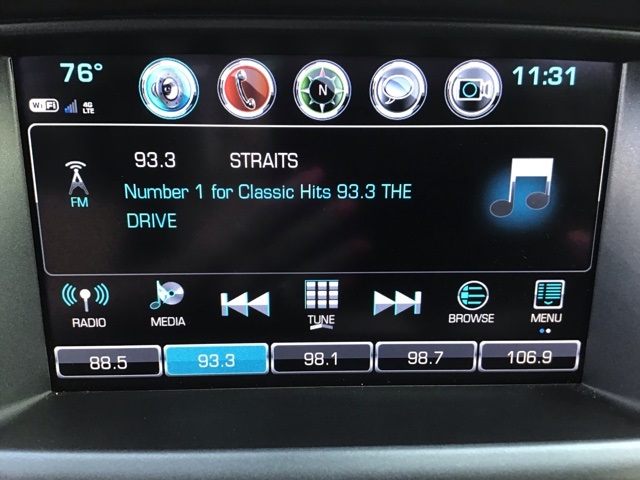 76° 11:31
WiFi 4G LTE
N
93.3 STRAITS
FM
Number 1 for Classic Hits 93.3 THE
DRIVE
RADIO MEDIA TUNE BROWSE MENU
88.5 93.3 98.1 98.7 106.9